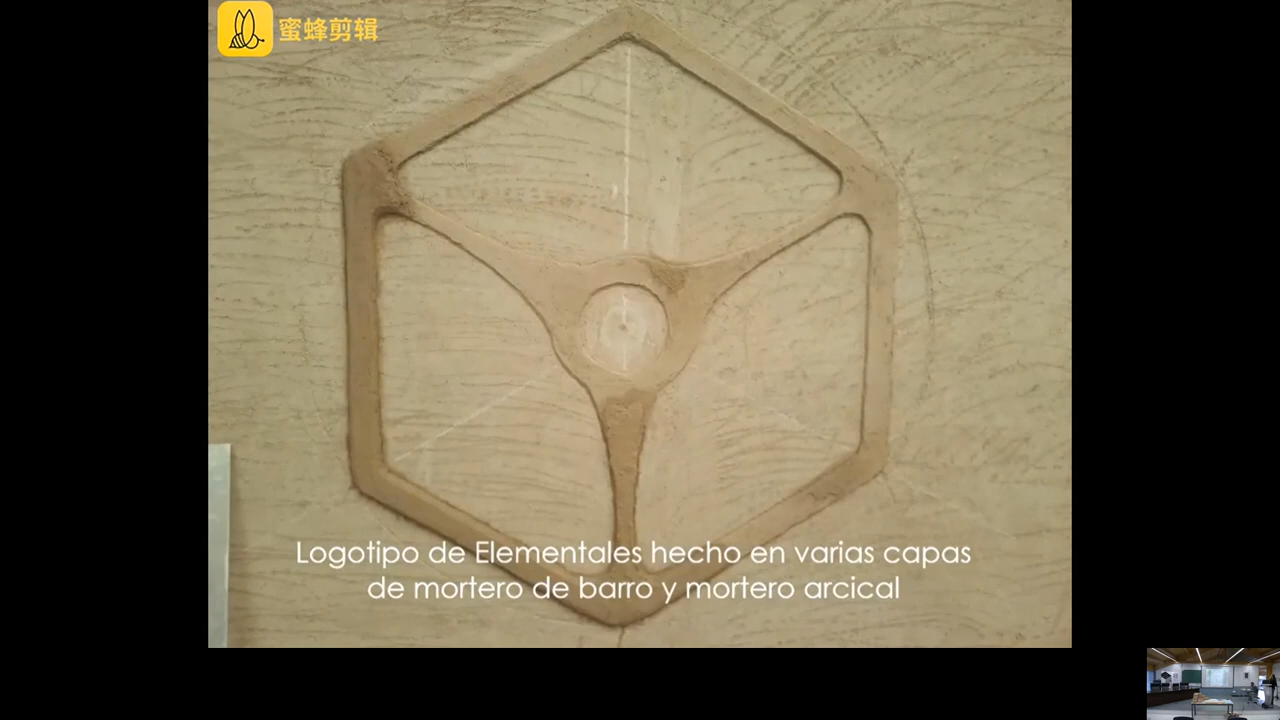 蜜蜂剪辑
Logotipo de Elementales hecho en varias capas
de mortero de barro y mortero arcical